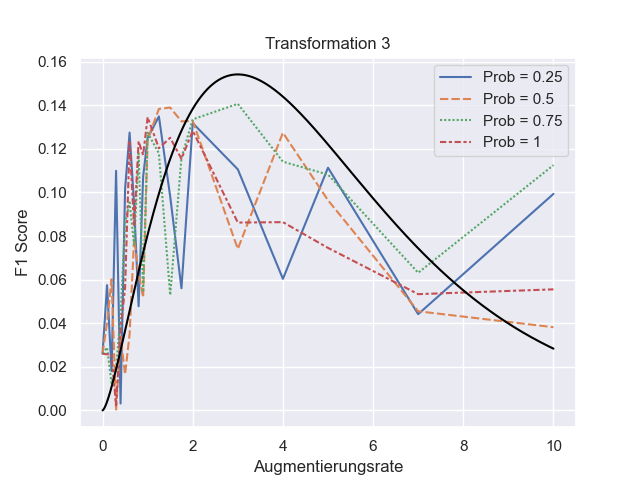 Transformation 3
Prob = 0.25
Prob = 0.5
Prob = 0.75
Prob = 1
F1 Score
0.16
0.14
0.12
0.10
0.08
0.06
0.04
0.02
0.00
0 2 4 6 8 10
Augmentierungsrate